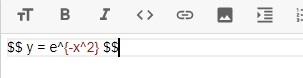 $$ y = e^{-x^2} $$